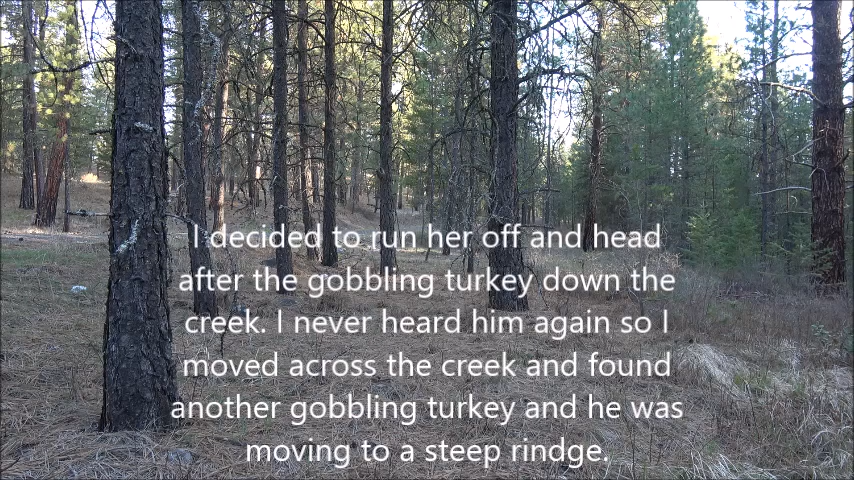 I decided to run her off and head
after the gobbling turkey down the
creek. I never heard him again so I
moved across the creek and found
another gobbling turkey and he was
moving to a steep rindge.